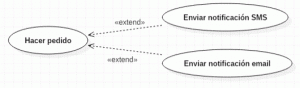 Enviar notificación SMS
«extend»
Hacer pedido
«extend»
Enviar notificación email